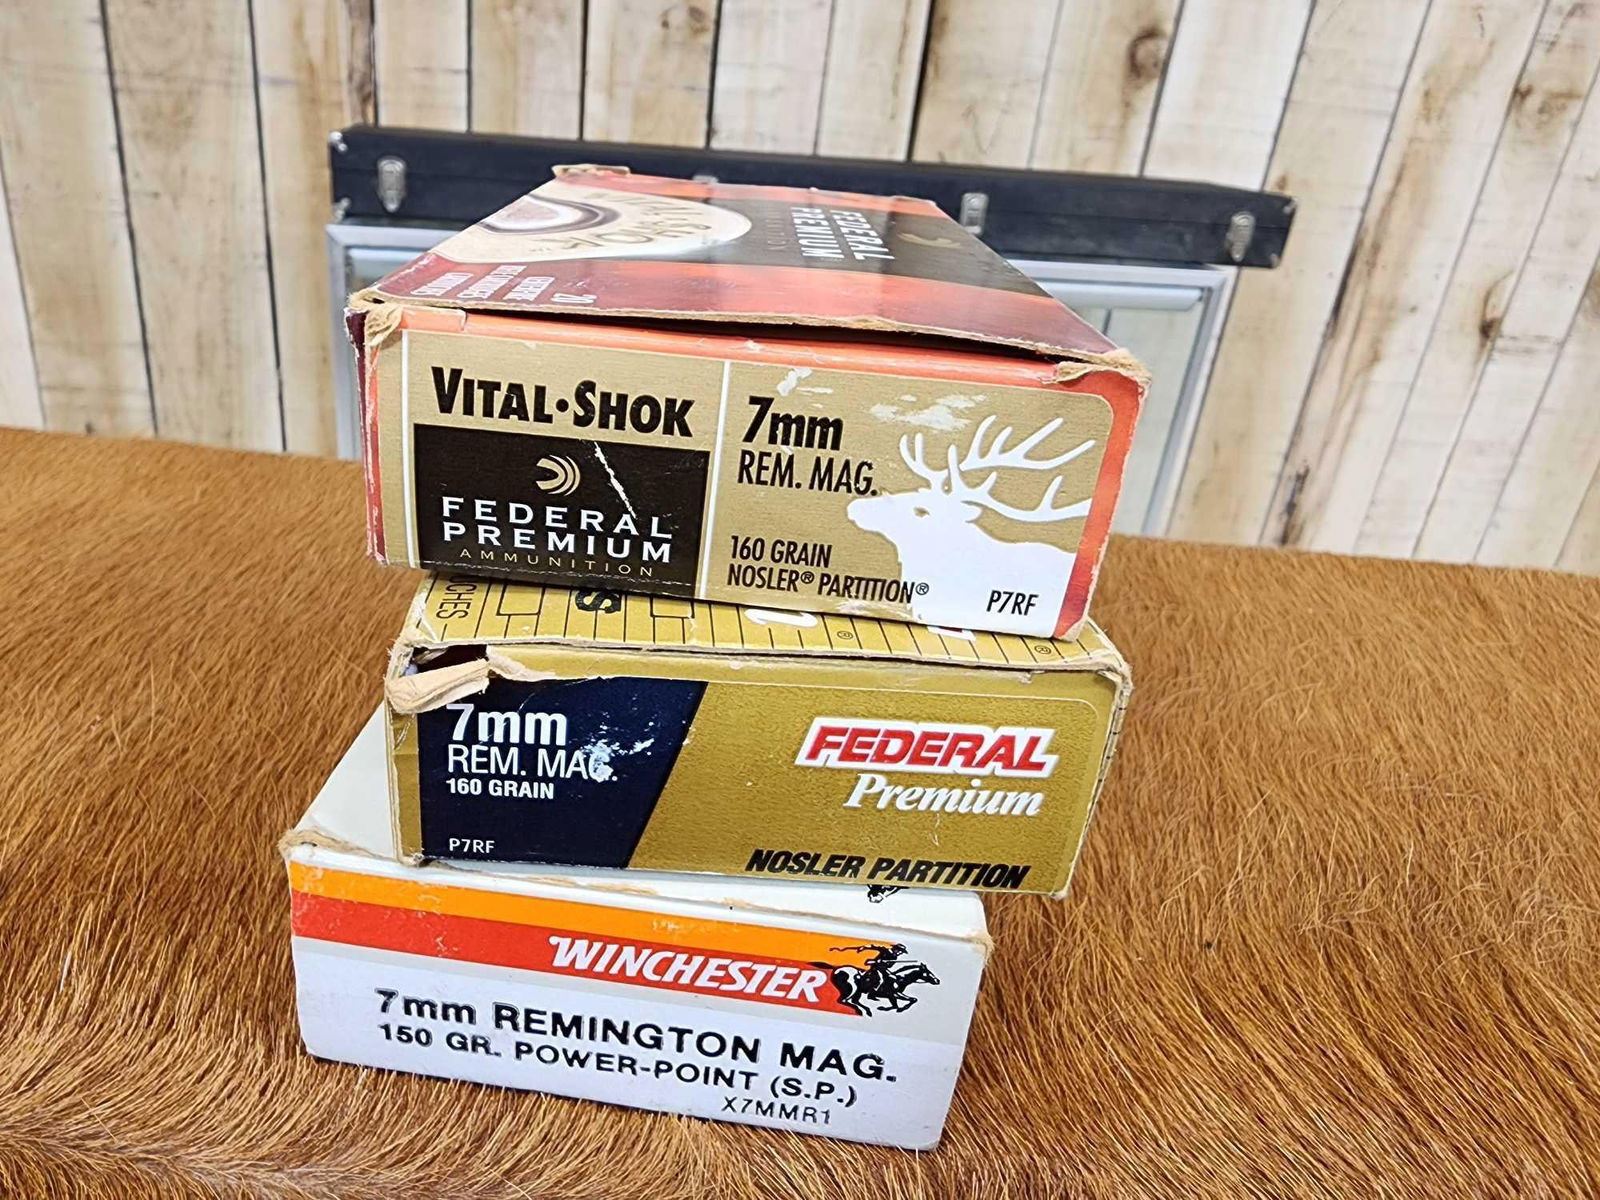 FEDERAL
PREMIUM
20
VITAL•SHOK
FEDERAL
PREMIUM
AMMUNITION
7mm
REM. MAG.
160 GRAIN
NOSLER® PARTITION®
P7RF
7mm
REM. MAG.
160 GRAIN
P7RF
FEDERAL
Premium
NOSLER PARTITION
WINCHESTER
7mm REMINGTON MAG.
150 GR. POWER-POINT (S.P.)
X7MMR1